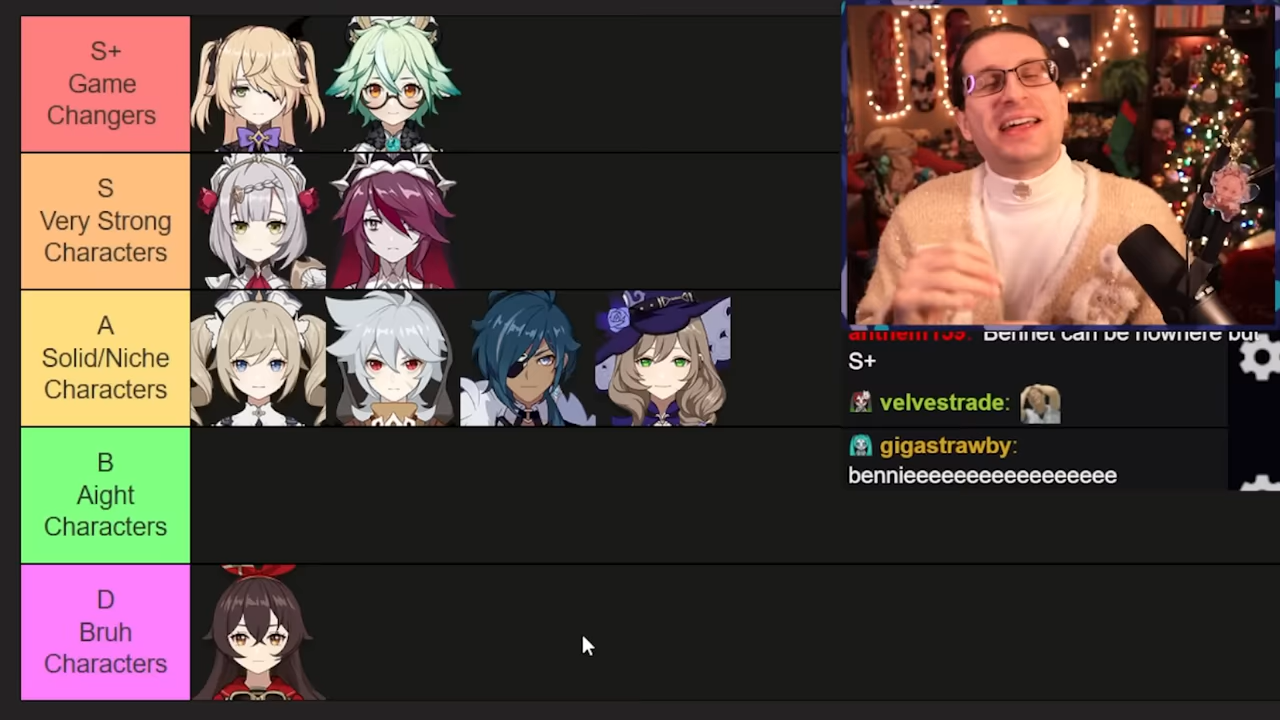 S+
Game
Changers
S
Very Strong
Characters
A
Solid/Niche
Characters
B
Aight
Characters
D
Bruh
Characters
anthem159: Bennet can be nowhere but
S+
velvestrade:
gigastrawby:
bennieeeeeeeeeeeeeeeee